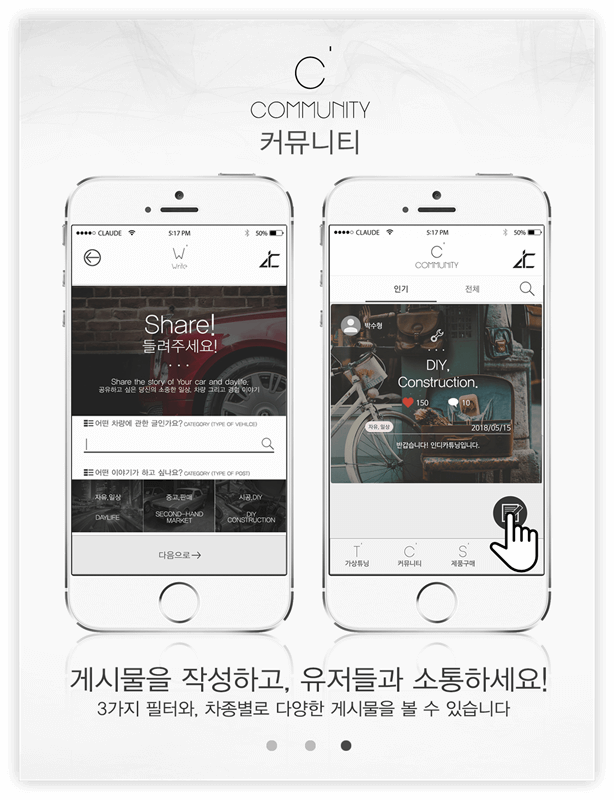 C'
COMMUNITY
커뮤니티
CLAUDE 5:17 PM 50%
W'
Write
Share!
들려주세요!
Share the story of Your car and daylife,
공유하고 싶은 당신의 소중한 일상, 차량 그리고 경험 이야기
어떤 차량에 관한 글인가요? CATEGORY (TYPE OF VEHILCE)
어떤 이야기가 하고 싶나요? CATEGORY (TYPE OF POST)
자유,일상 중고,판매 시공,DIY
DAYLIFE SECOND-HAND MARKET DIY CONSTRUCTION
다음으로→
CLAUDE 5:17 PM 50%
C'
COMMUNITY
인기 전체
박수형
DIY,
Construction.
150 10
자유,일상 2018/05/15
반갑습니다! 인디카튜닝입니다.
T' C' S'
가상튜닝 커뮤니티 제품구매
게시물을 작성하고, 유저들과 소통하세요!
3가지 필터와, 차종별로 다양한 게시물을 볼 수 있습니다